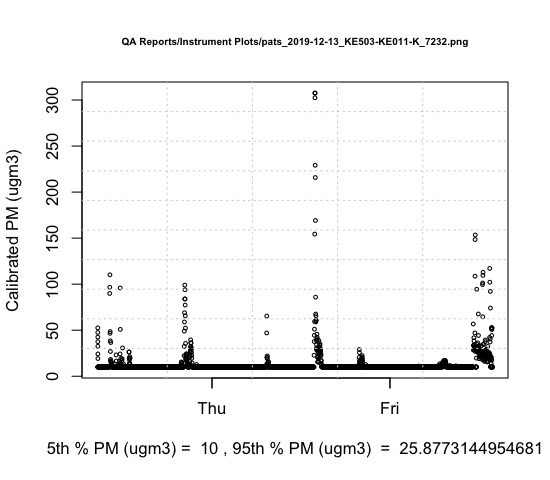 QA Reports/Instrument Plots/pats_2019-12-13_KE503-KE011-K_7232.png
Calibrated PM (ugm3)
300
250
200
150
100
50
0
Thu Fri
5th % PM (ugm3) = 10 , 95th % PM (ugm3) = 25.8773144954681